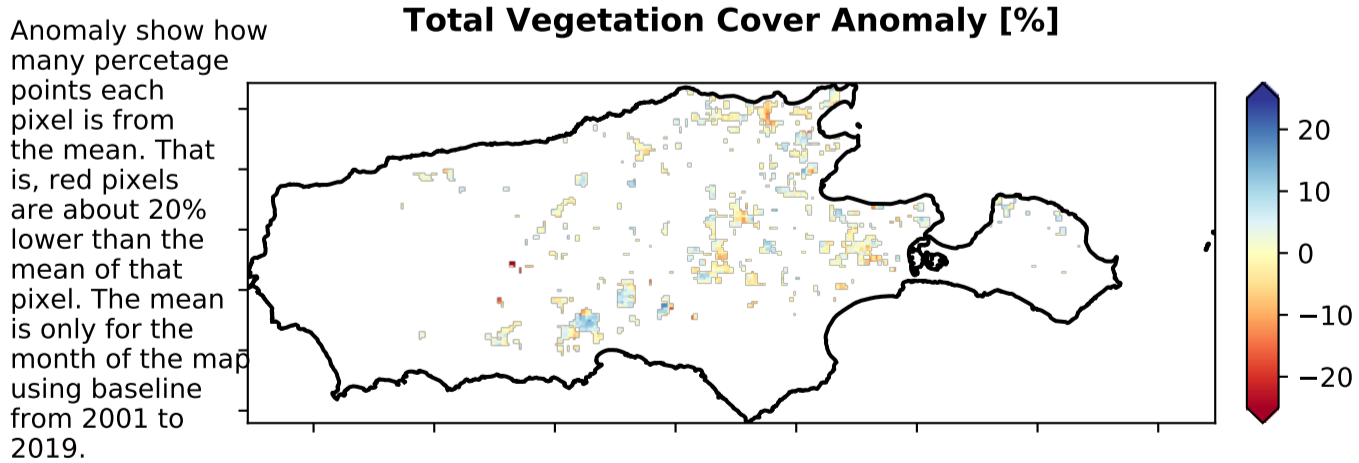 Total Vegetation Cover Anomaly [%]
Anomaly show how
many percetage
points each
pixel is from
the mean. That
is, red pixels
are about 20%
lower than the
mean of that
pixel. The mean
is only for the
month of the map
using baseline
from 2001 to
2019.
20
10
0
−10
−20